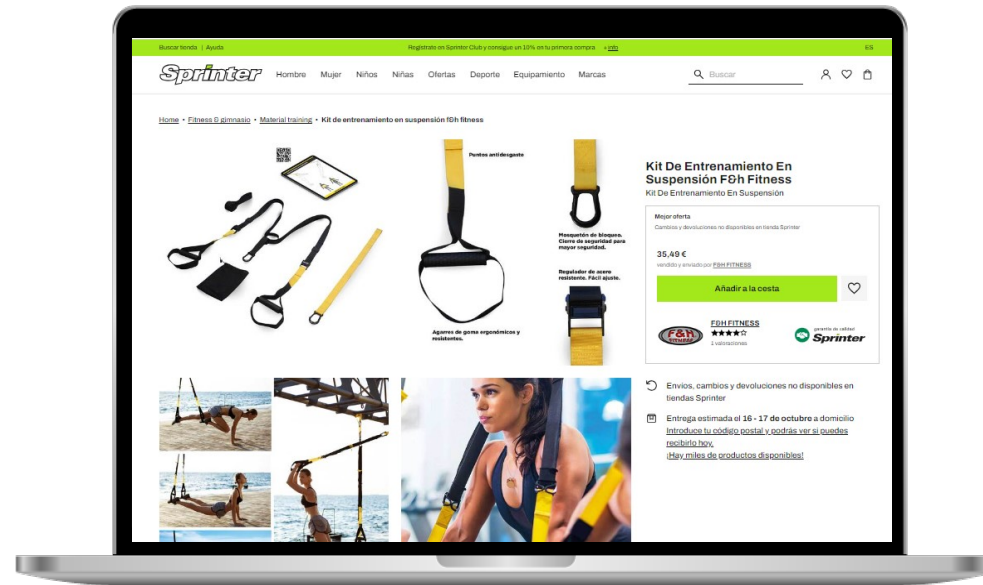 Buscar tienda | Ayuda
Regístrate en Sprinter Club y consigue un 10% en tu primera compra + info
ES
Sprinter
Hombre Mujer Niños Niñas Ofertas Deporte Equipamiento Marcas
Buscar
Home • Fitness & gimnasio • Material training • Kit de entrenamiento en suspensión f&h fitness
Puntos antidesgaste
Mosquetón de bloqueo.
Cierre de seguridad para
mayor seguridad.
Regulador de acero
resistente. Fácil ajuste.
Agarres de goma ergonómicos y
resistentes.
Kit De Entrenamiento En
Suspensión F&h Fitness
Kit De Entrenamiento En Suspensión
Mejor oferta
Cambios y devoluciones no disponibles en tienda Sprinter
35,49 €
vendido y enviado por F&H FITNESS
Añadir a la cesta
F&H
FITNESS
F&H FITNESS
1 valoraciones
garantía de calidad
Sprinter
Envíos, cambios y devoluciones no disponibles en
tiendas Sprinter
Entrega estimada el 16 - 17 de octubre a domicilio
Introduce tu código postal y podrás ver si puedes
recibirlo hoy.
¡Hay miles de productos disponibles!